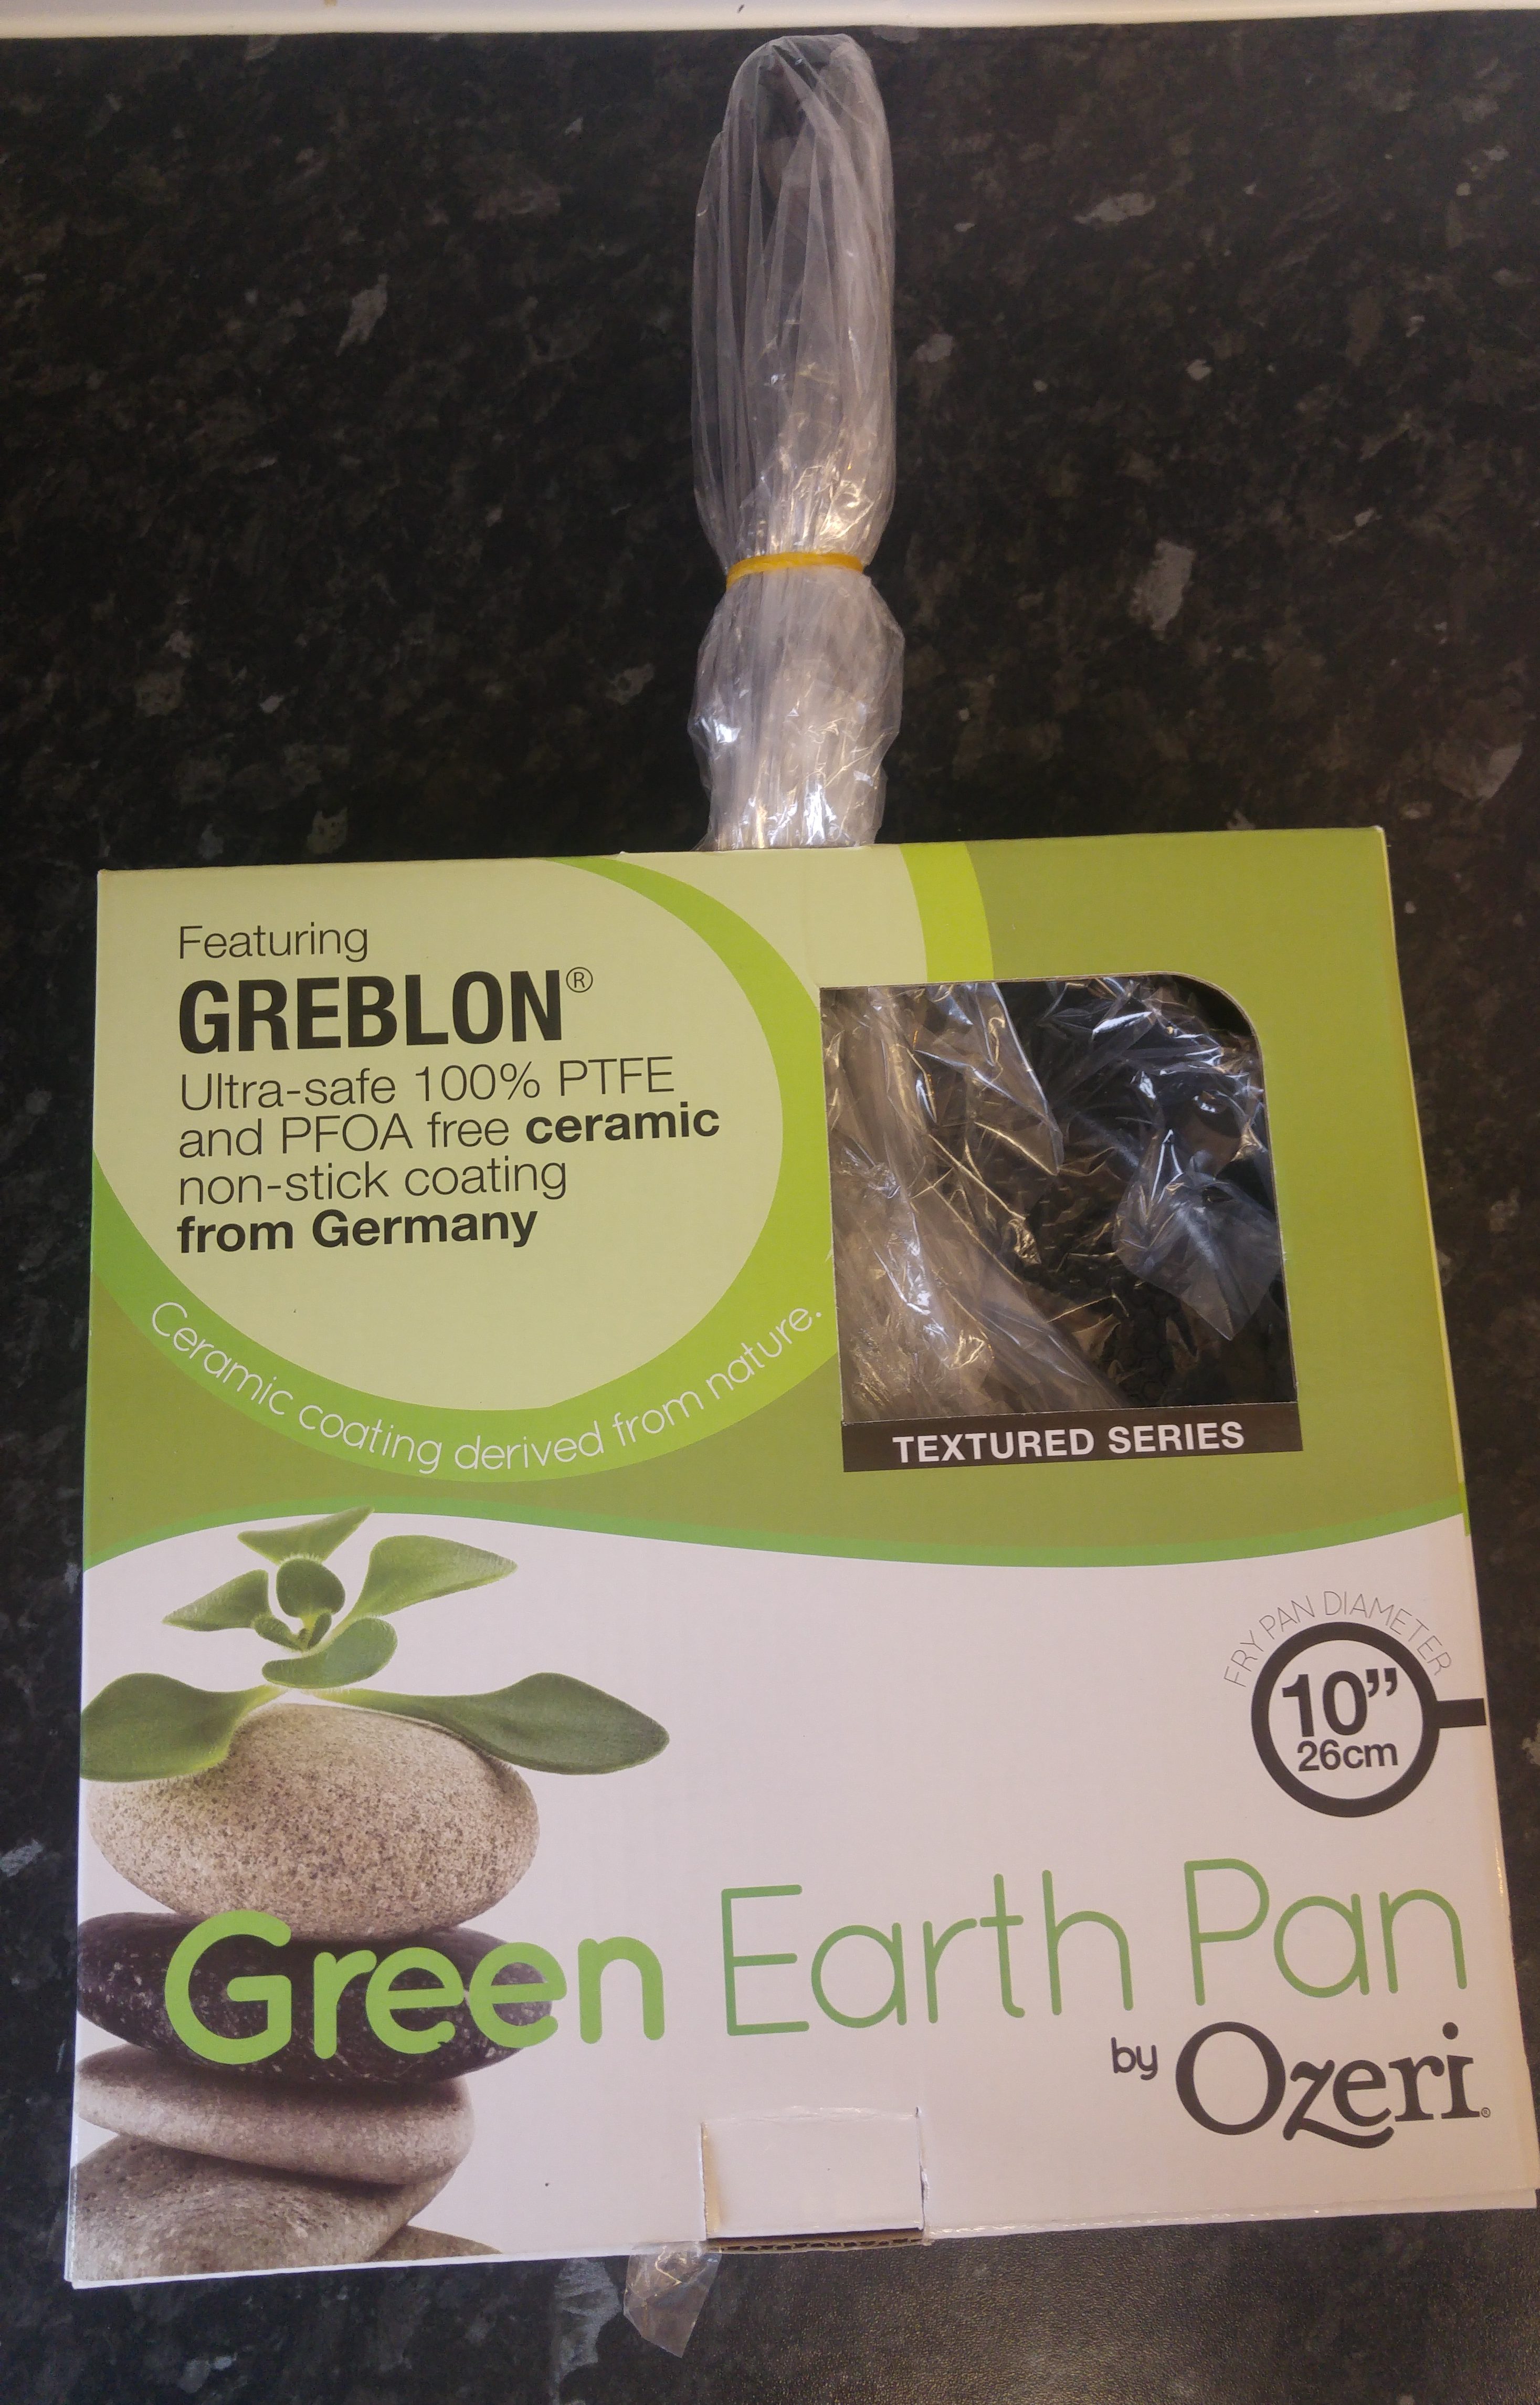 Featuring
GREBLON®
Ultra-safe 100% PTFE
and PFOA free ceramic
non-stick coating
from Germany
Ceramic coating derived from nature.
TEXTURED SERIES
FRY PAN DIAMETER
10”
26cm
Green Earth Pan
by Ozeri®